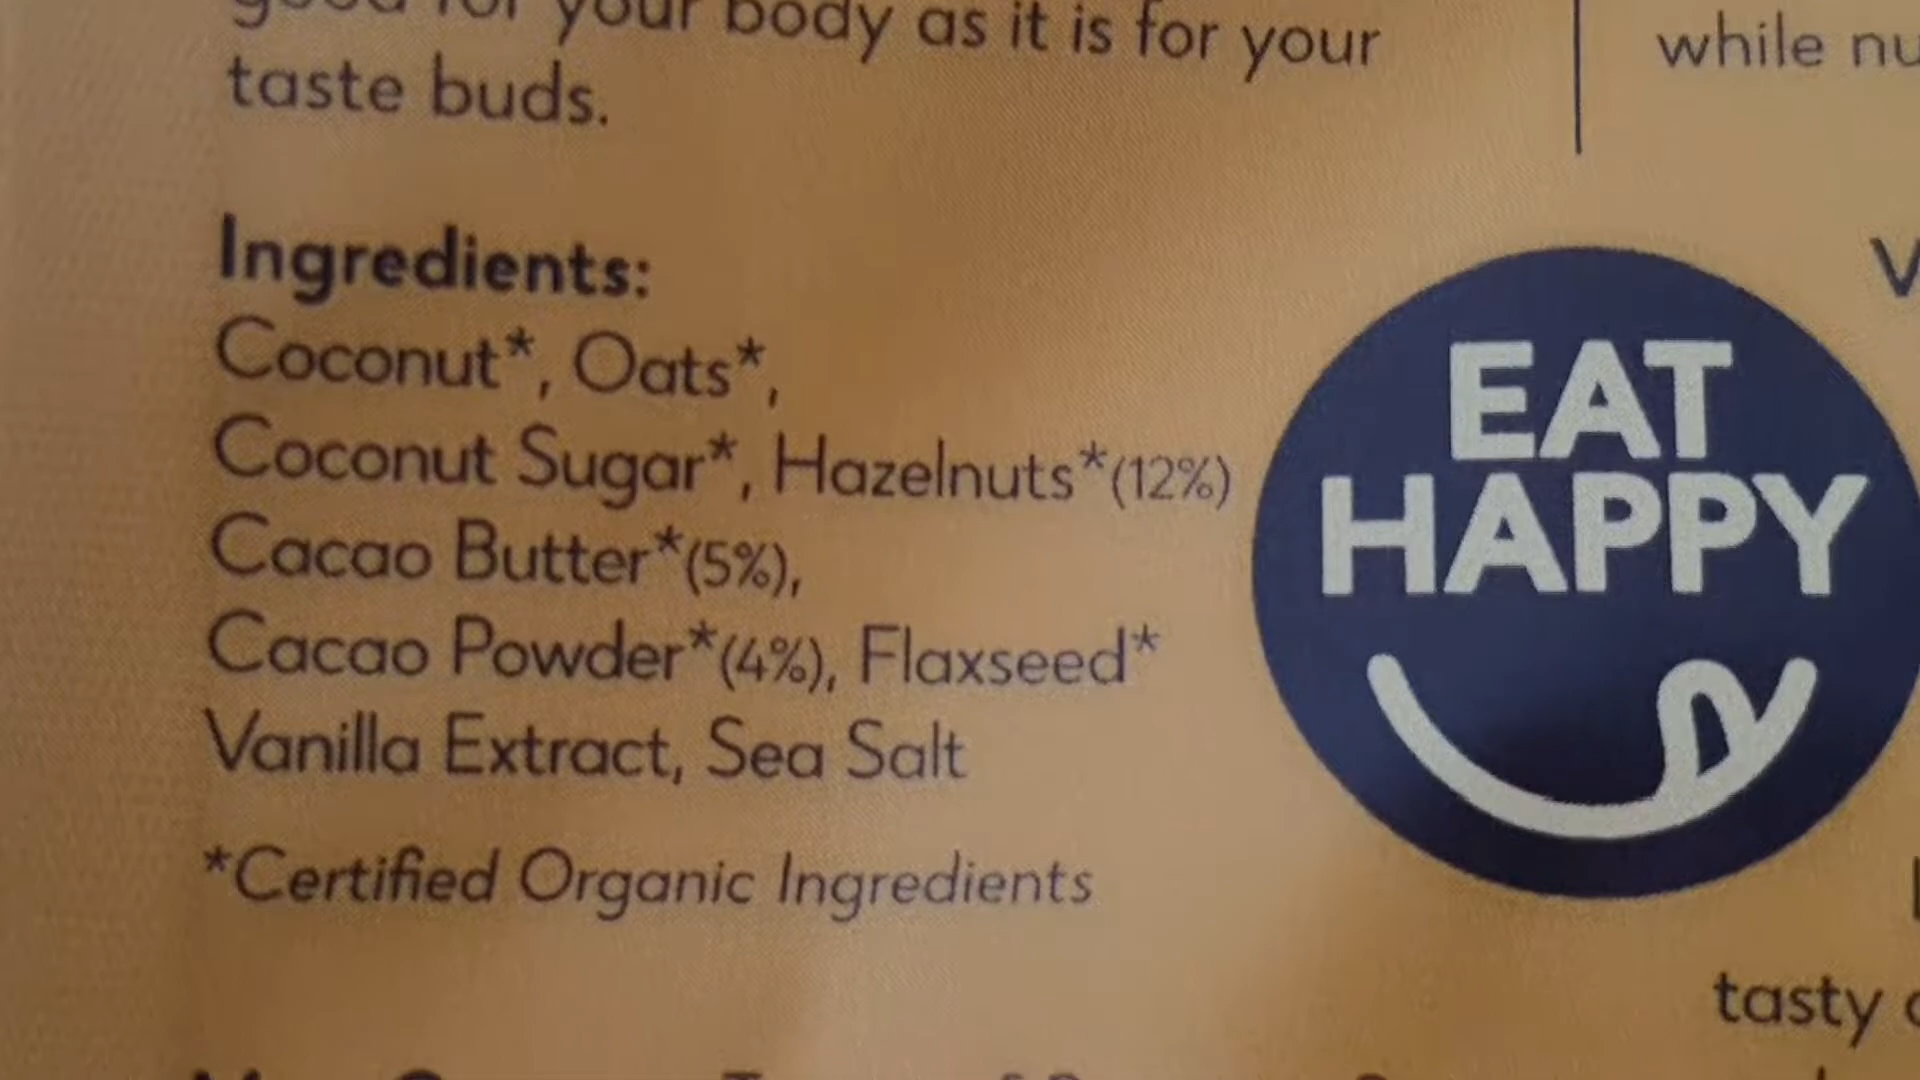 good for your body as it is for your
taste buds.
while
Ingredients:
Coconut*, Oats*,
Coconut Sugar*, Hazelnuts*(12%)
Cacao Butter*(5%),
Cacao Powder*(4%), Flaxseed*
Vanilla Extract, Sea Salt
*Certified Organic Ingredients
EAT
HAPPY
tasty